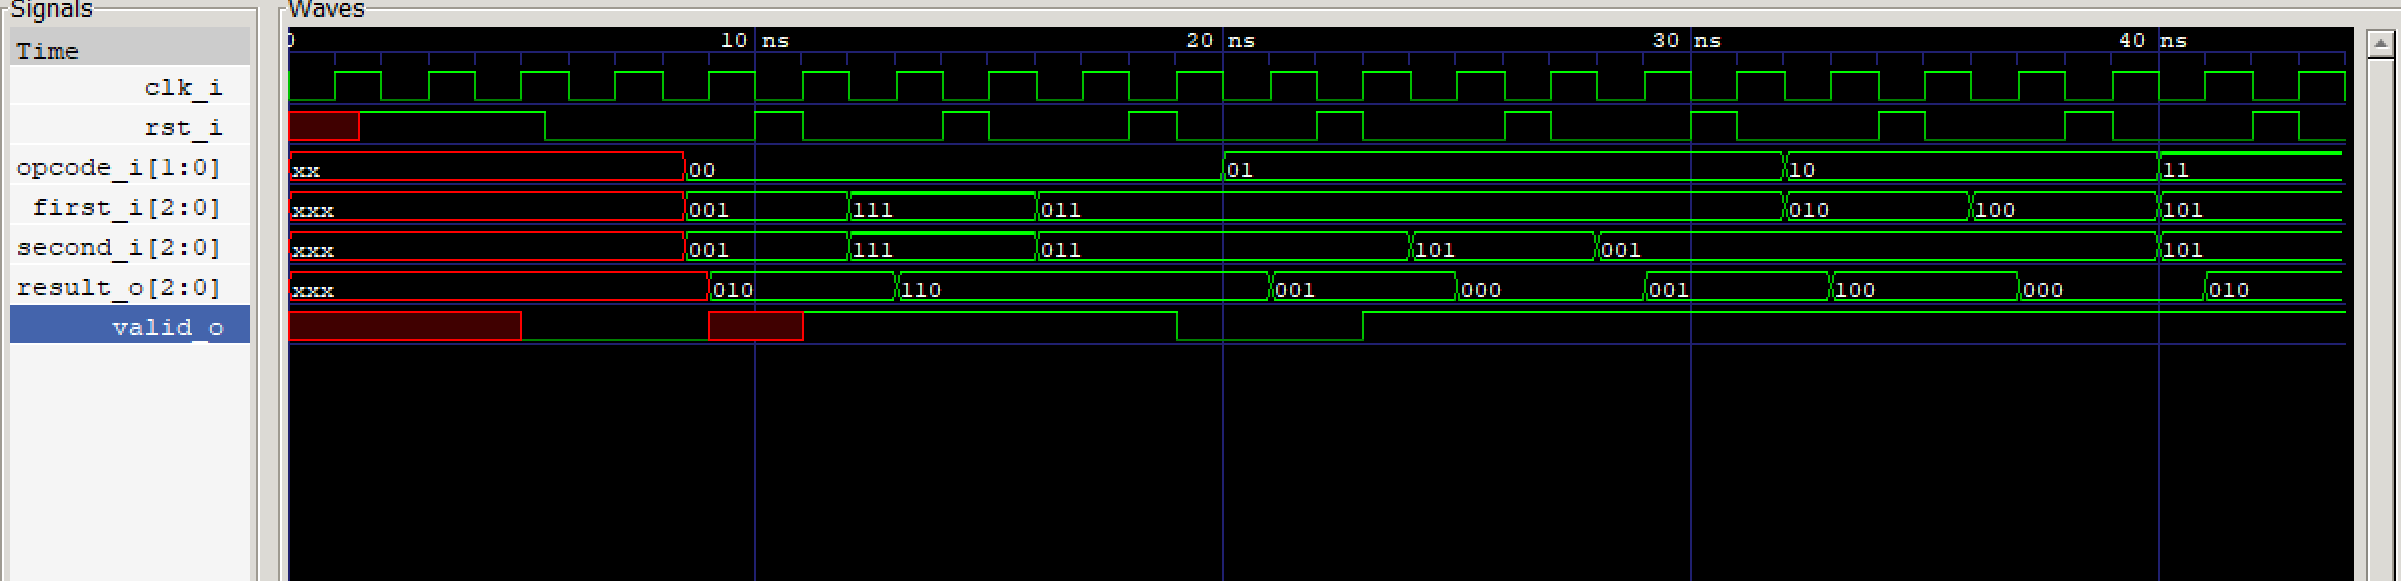 Signals
Waves
Time
0
10 ns
20 ns
30 ns
40 ns
clk_i
rst_i
opcode_i[1:0]
xx
00
01
10
11
first_i[2:0]
xxx
001
111
011
010
100
101
second_i[2:0]
xxx
001
111
011
101
001
101
result_o[2:0]
xxx
010
110
001
000
001
100
000
010
valid_o